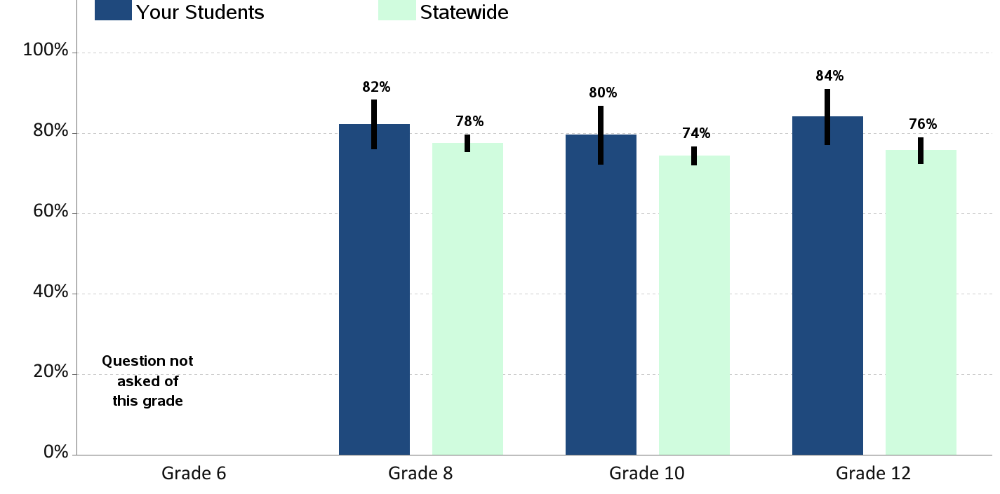 Your Students Statewide
100%
80%
60%
40%
20%
0%
82%
78%
80%
74%
84%
76%
Question not
asked of
this grade
Grade 6 Grade 8 Grade 10 Grade 12